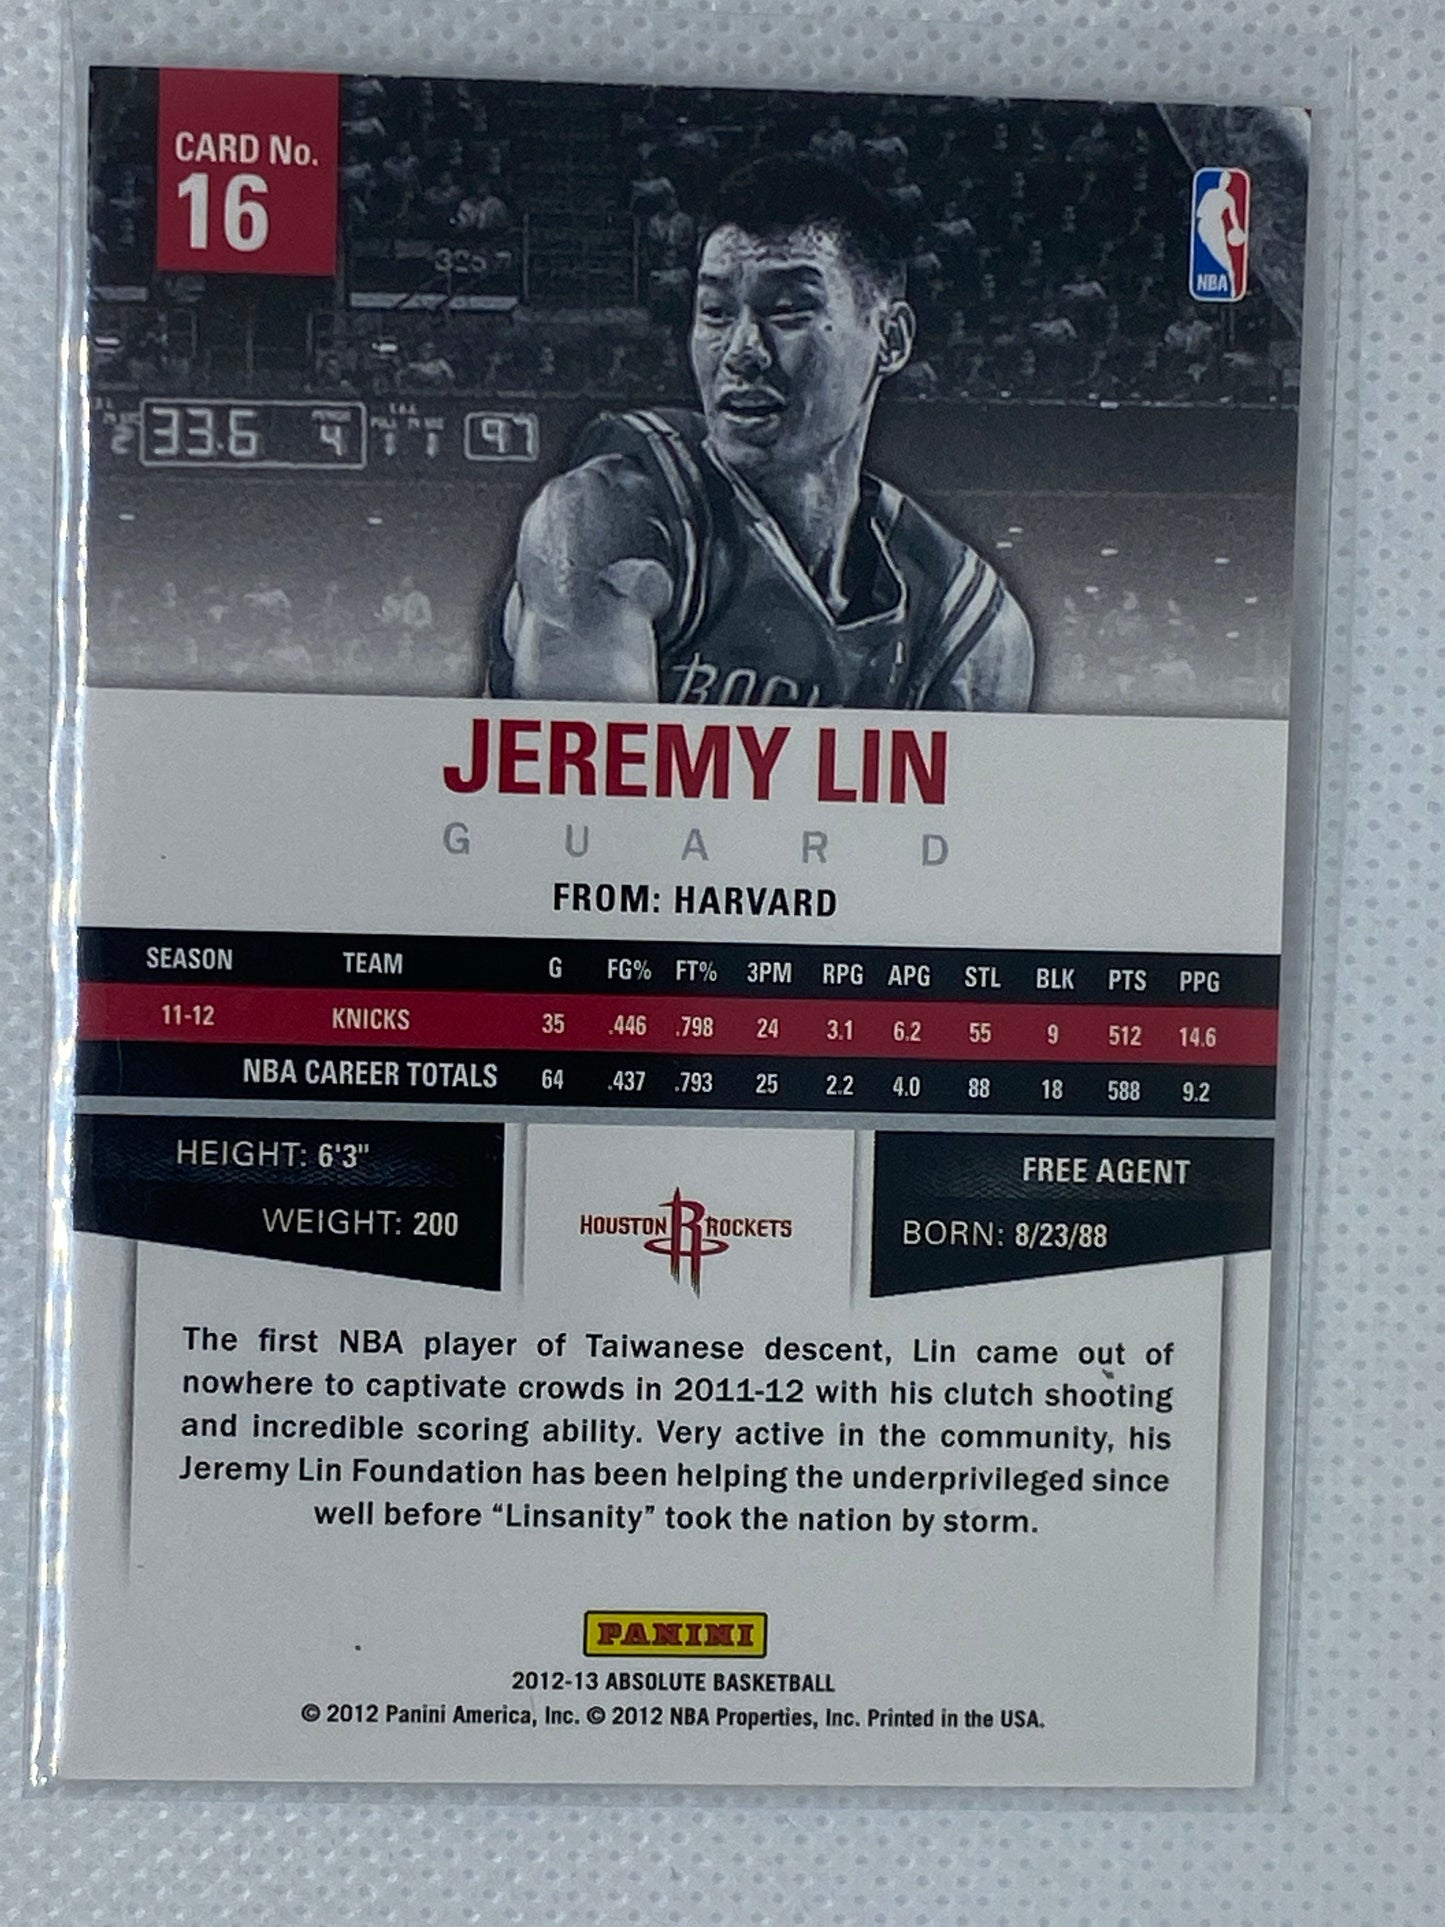 CARD No.
16
NBA
33.6 4 97
ROCK
JEREMY LIN
GUARD
FROM: HARVARD
SEASON TEAM G FG% FT% 3PM RPG APG STL BLK PTS PPG
11-12 KNICKS 35 .446 .798 24 3.1 6.2 55 9 512 14.6
NBA CAREER TOTALS 64 .437 .793 25 2.2 4.0 88 18 588 9.2
HEIGHT: 6'3"
WEIGHT: 200
HOUSTON R ROCKETS
FREE AGENT
BORN: 8/23/88
The first NBA player of Taiwanese descent, Lin came out of
nowhere to captivate crowds in 2011-12 with his clutch shooting
and incredible scoring ability. Very active in the community, his
Jeremy Lin Foundation has been helping the underprivileged since
well before “Linsanity” took the nation by storm.
PANINI
2012-13 ABSOLUTE BASKETBALL
© 2012 Panini America, Inc. © 2012 NBA Properties, Inc. Printed in the USA.